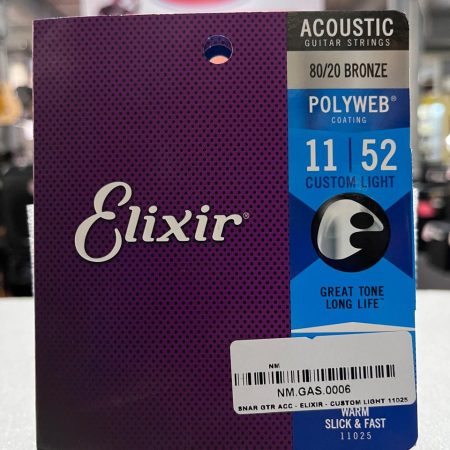 ACOUSTIC
GUITAR STRINGS
80/20 BRONZE
POLYWEB®
COATING
11 | 52
CUSTOM LIGHT
Elixir®
GREAT TONE
LONG LIFE™
NM
NM.GAS.0006
SNAR GTR ACC - ELIXIR - CUSTOM LIGHT 11025
WARM
SLICK & FAST
11025